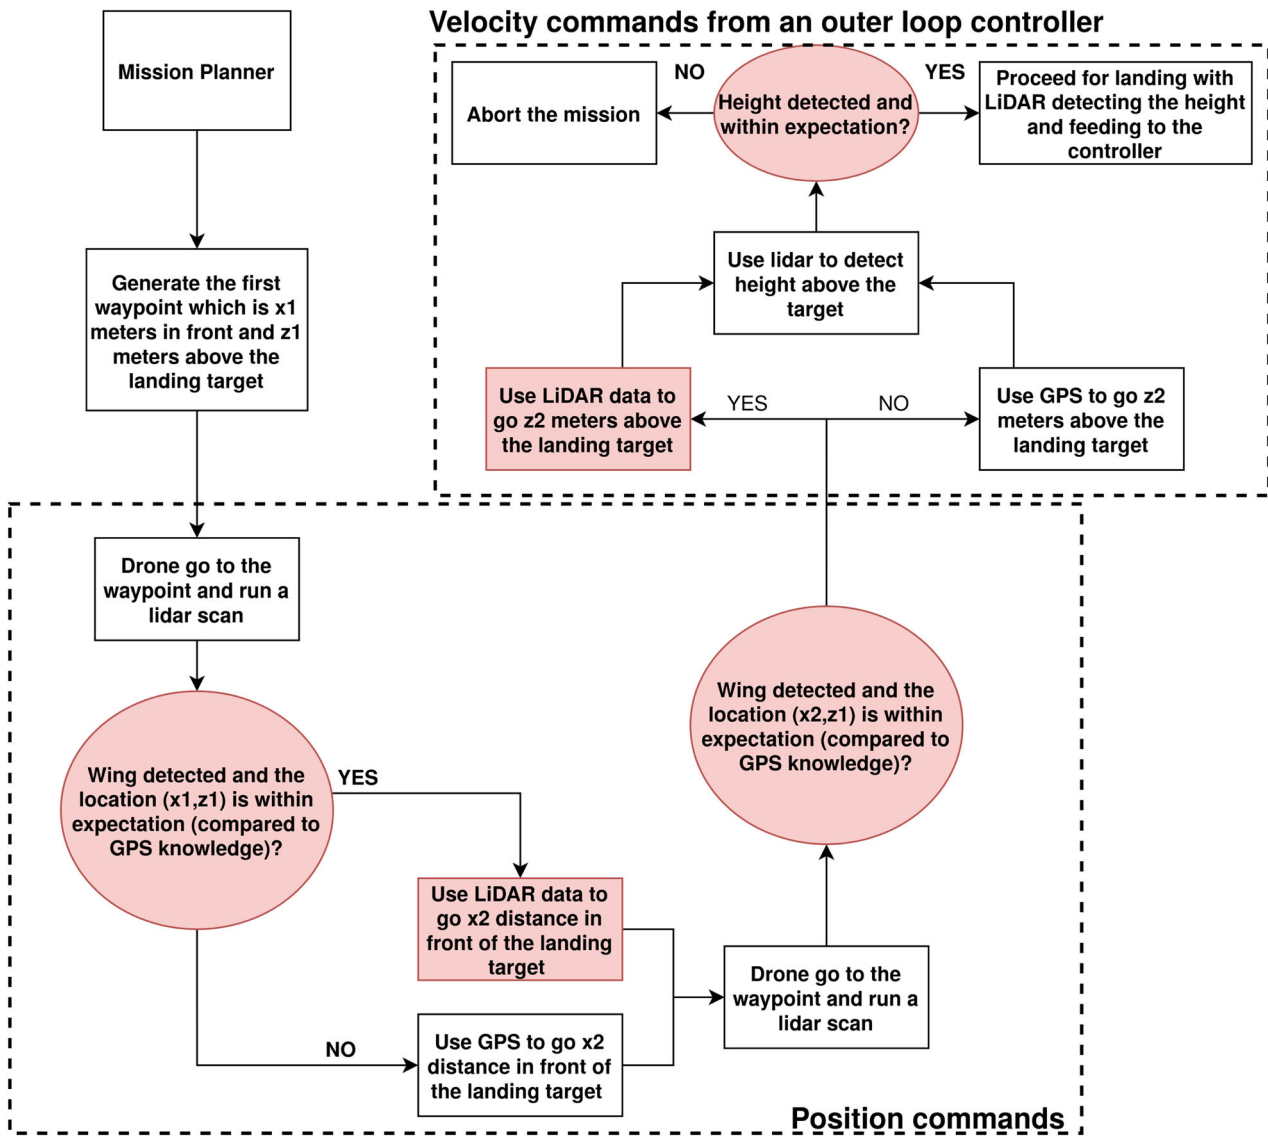 Velocity commands from an outer loop controller
Mission Planner
Generate the first
waypoint which is x1
meters in front and z1
meters above the
landing target
Drone go to the
waypoint and run a
lidar scan
Wing detected and the
location (x1,z1) is within
expectation (compared to
GPS knowledge)?
YES
NO
Use LiDAR data to
go x2 distance in
front of the landing
target
Use GPS to go x2
distance in front of
the landing target
Drone go to the
waypoint and run a
lidar scan
Wing detected and the
location (x2,z1) is within
expectation (compared to
GPS knowledge)?
Position commands
YES
NO
Use LiDAR data to
go z2 meters above
the landing target
Use GPS to go z2
meters above the
landing target
Use lidar to detect
height above the
target
Height detected and
within expectation?
NO
YES
Abort the mission
Proceed for landing with
LiDAR detecting the height
and feeding to the
controller